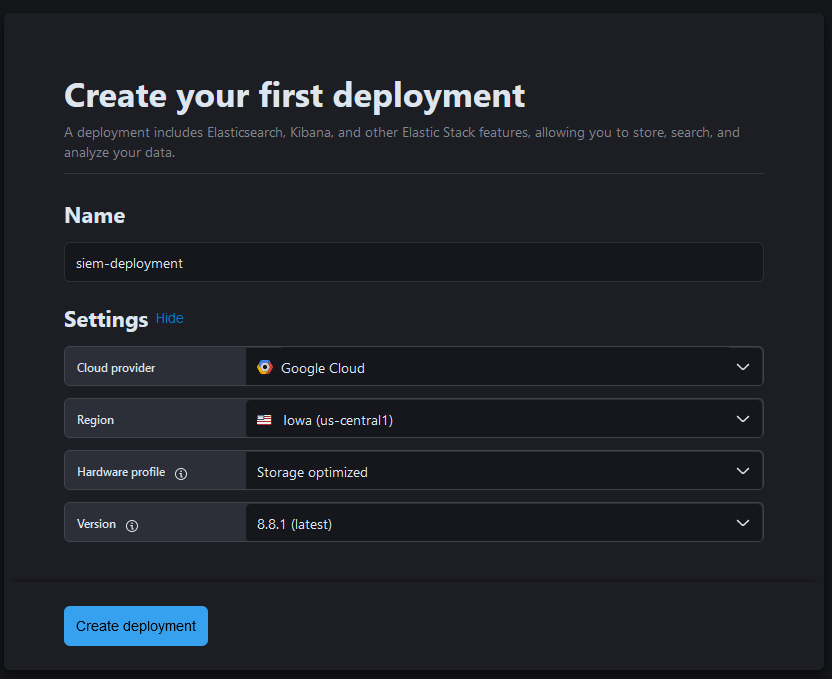 Create your first deployment
A deployment includes Elasticsearch, Kibana, and other Elastic Stack features, allowing you to store, search, and
analyze your data.
Name
siem-deployment
Settings Hide
Cloud provider Google Cloud
Region Iowa (us-central1)
Hardware profile Storage optimized
Version 8.8.1 (latest)
Create deployment